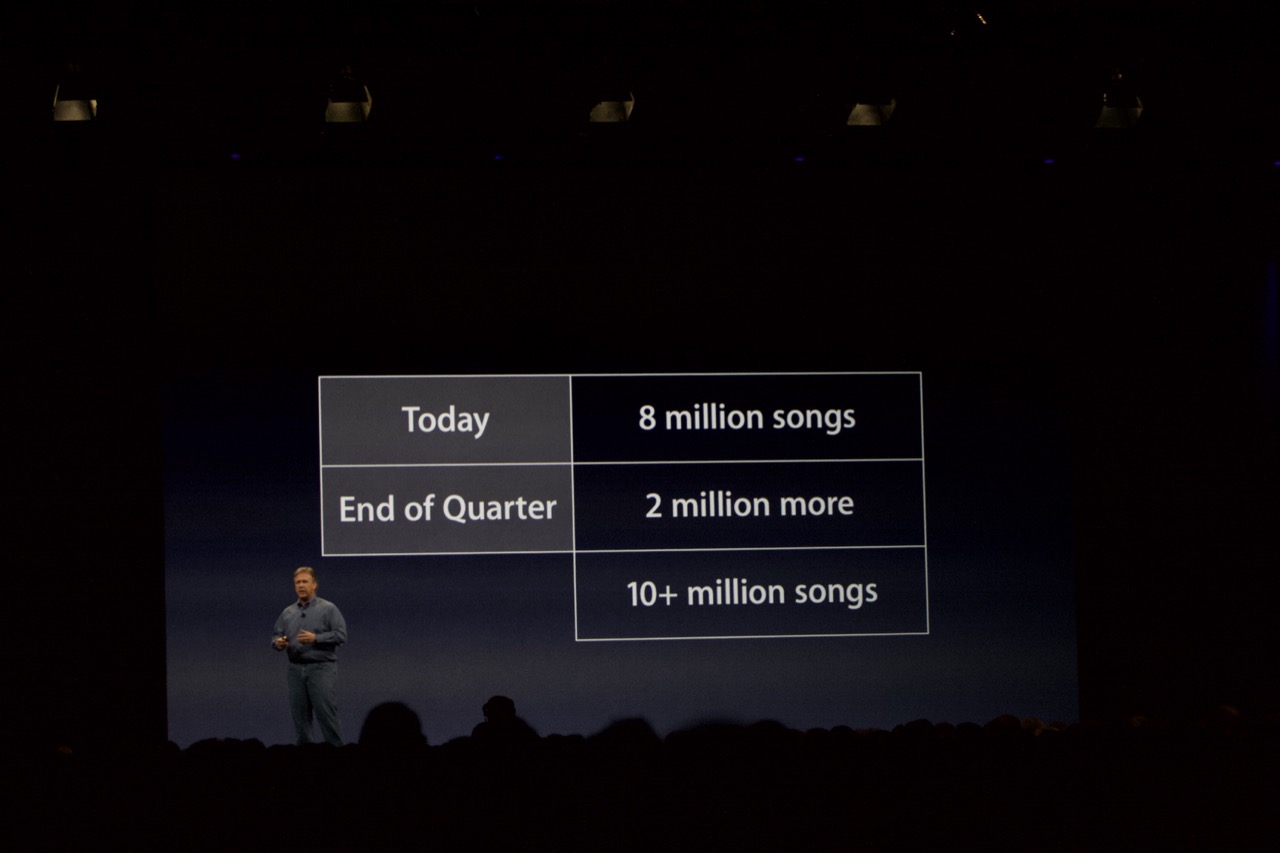 Today
8 million songs
End of Quarter
2 million more
10+ million songs